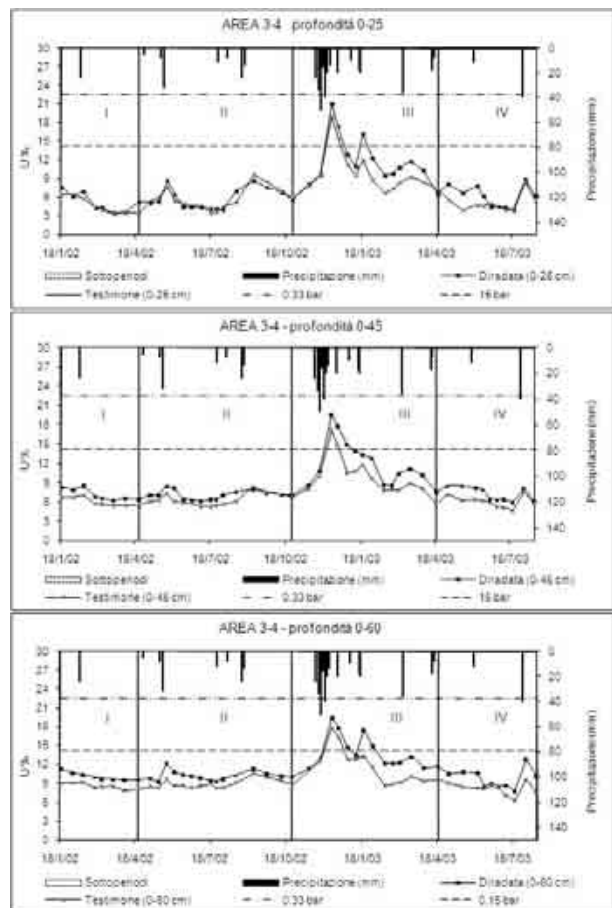 AREA 3-4 - profondità 0-25
30
27
24
21
18
15
12
9
6
3
0
U%
0
20
40
60
80
100
120
140
Precipitazione (mm)
I
II
III
IV
18/1/02
18/4/02
18/7/02
18/10/02
18/1/03
18/4/03
18/7/03
Sottoperiodi
Precipitazione (mm)
Diradata (0-25 cm)
Testimone (0-25 cm)
0.33 bar
15 bar
AREA 3-4 - profondità 0-45
30
27
24
21
18
15
12
9
6
3
0
U%
0
20
40
60
80
100
120
140
Precipitazione (mm)
I
II
III
IV
18/1/02
18/4/02
18/7/02
18/10/02
18/1/03
18/4/03
18/7/03
Sottoperiodi
Precipitazione (mm)
Diradata (0-45 cm)
Testimone (0-45 cm)
0.33 bar
15 bar
AREA 3-4 - profondità 0-60
30
27
24
21
18
15
12
9
6
3
0
U%
0
20
40
60
80
100
120
140
Precipitazione (mm)
I
II
III
IV
18/1/02
18/4/02
18/7/02
18/10/02
18/1/03
18/4/03
18/7/03
Sottoperiodi
Precipitazione (mm)
Diradata (0-60 cm)
Testimone (0-60 cm)
0.33 bar
0.15 bar